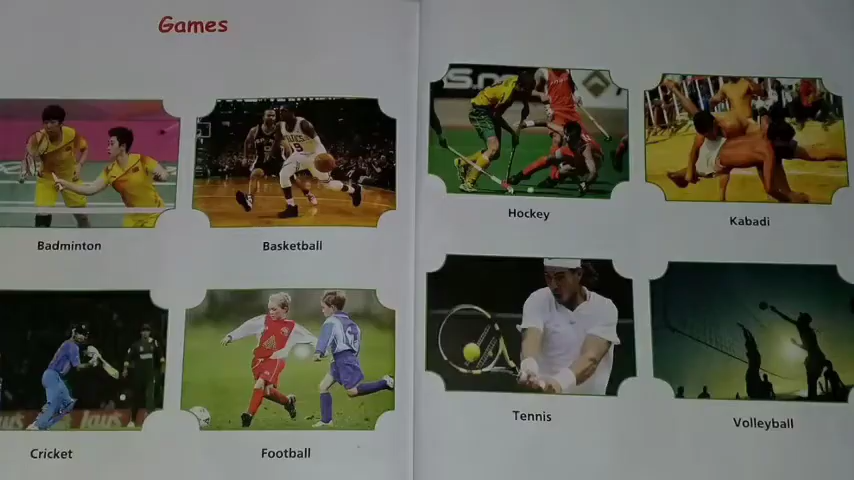 Games
Badminton
Basketball
Cricket
Football
Hockey
Kabadi
Tennis
Volleyball